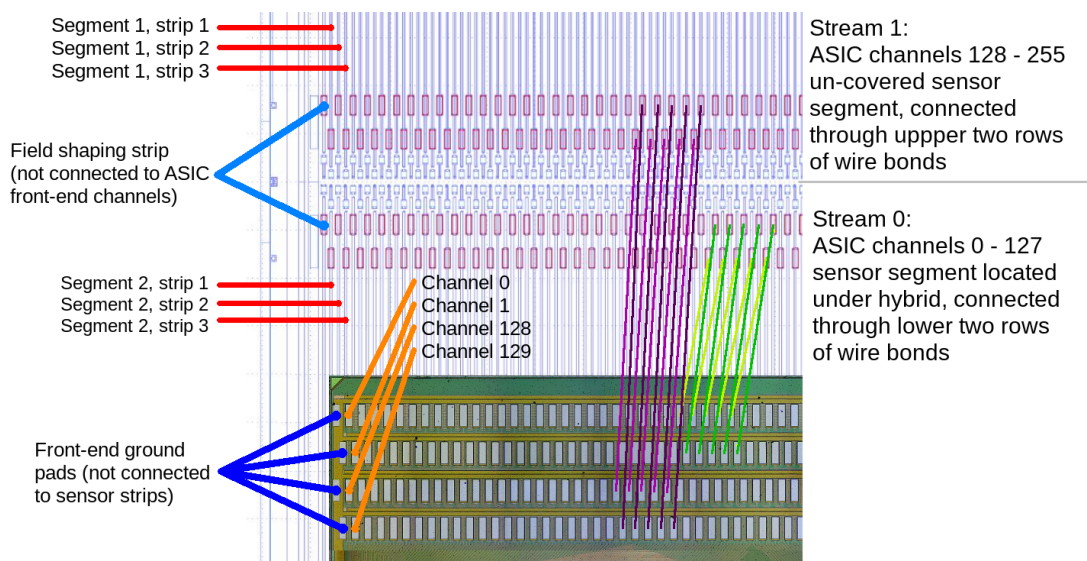 Segment 1, strip 1
Segment 1, strip 2
Segment 1, strip 3
Field shaping strip
(not connected to ASIC
front-end channels)
Segment 2, strip 1
Segment 2, strip 2
Segment 2, strip 3
Channel 0
Channel 1
Channel 128
Channel 129
Front-end ground
pads (not connected
to sensor strips)
Stream 1:
ASIC channels 128 - 255
un-covered sensor
segment, connected
through uppper two rows
of wire bonds
Stream 0:
ASIC channels 0 - 127
sensor segment located
under hybrid, connected
through lower two rows
of wire bonds